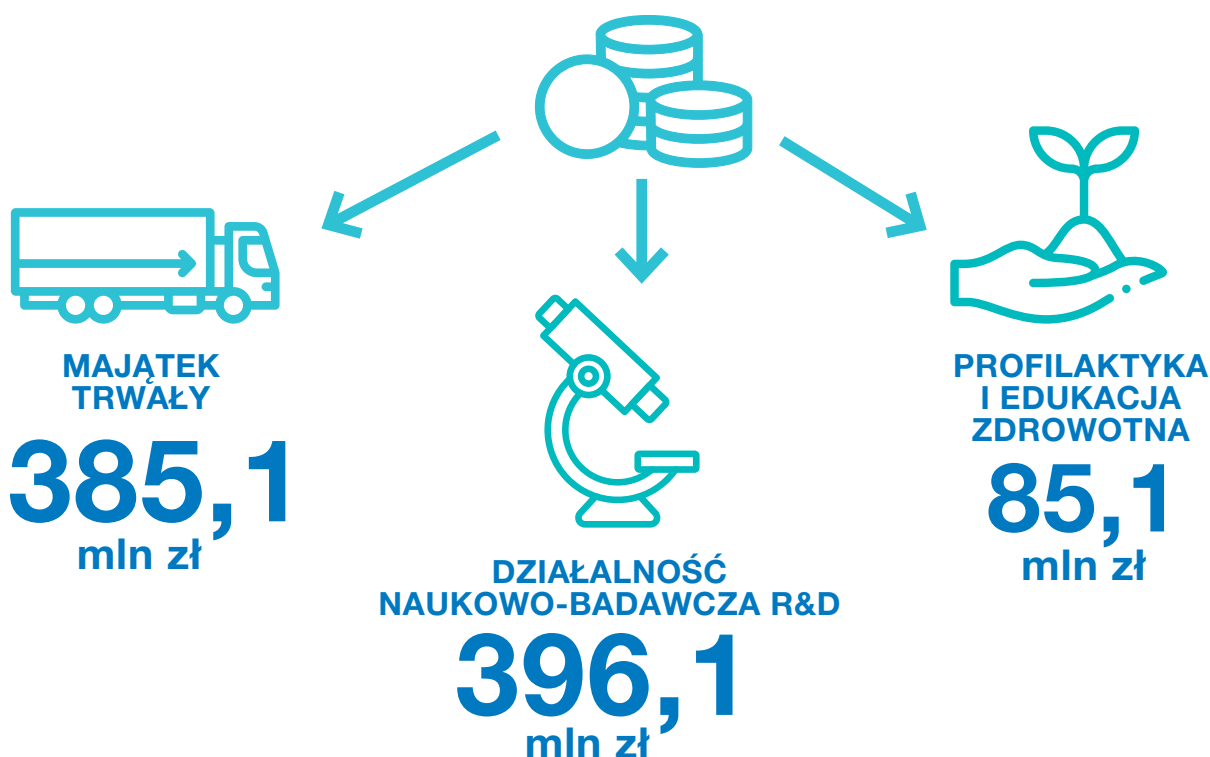 MAJĄTEK
TRWAŁY
385,1
mln zł
DZIAŁALNOŚĆ
NAUKOWO-BADAWCZA R&D
396,1
mln zł
PROFILAKTYKA
I EDUKACJA
ZDROWOTNA
85,1
mln zł